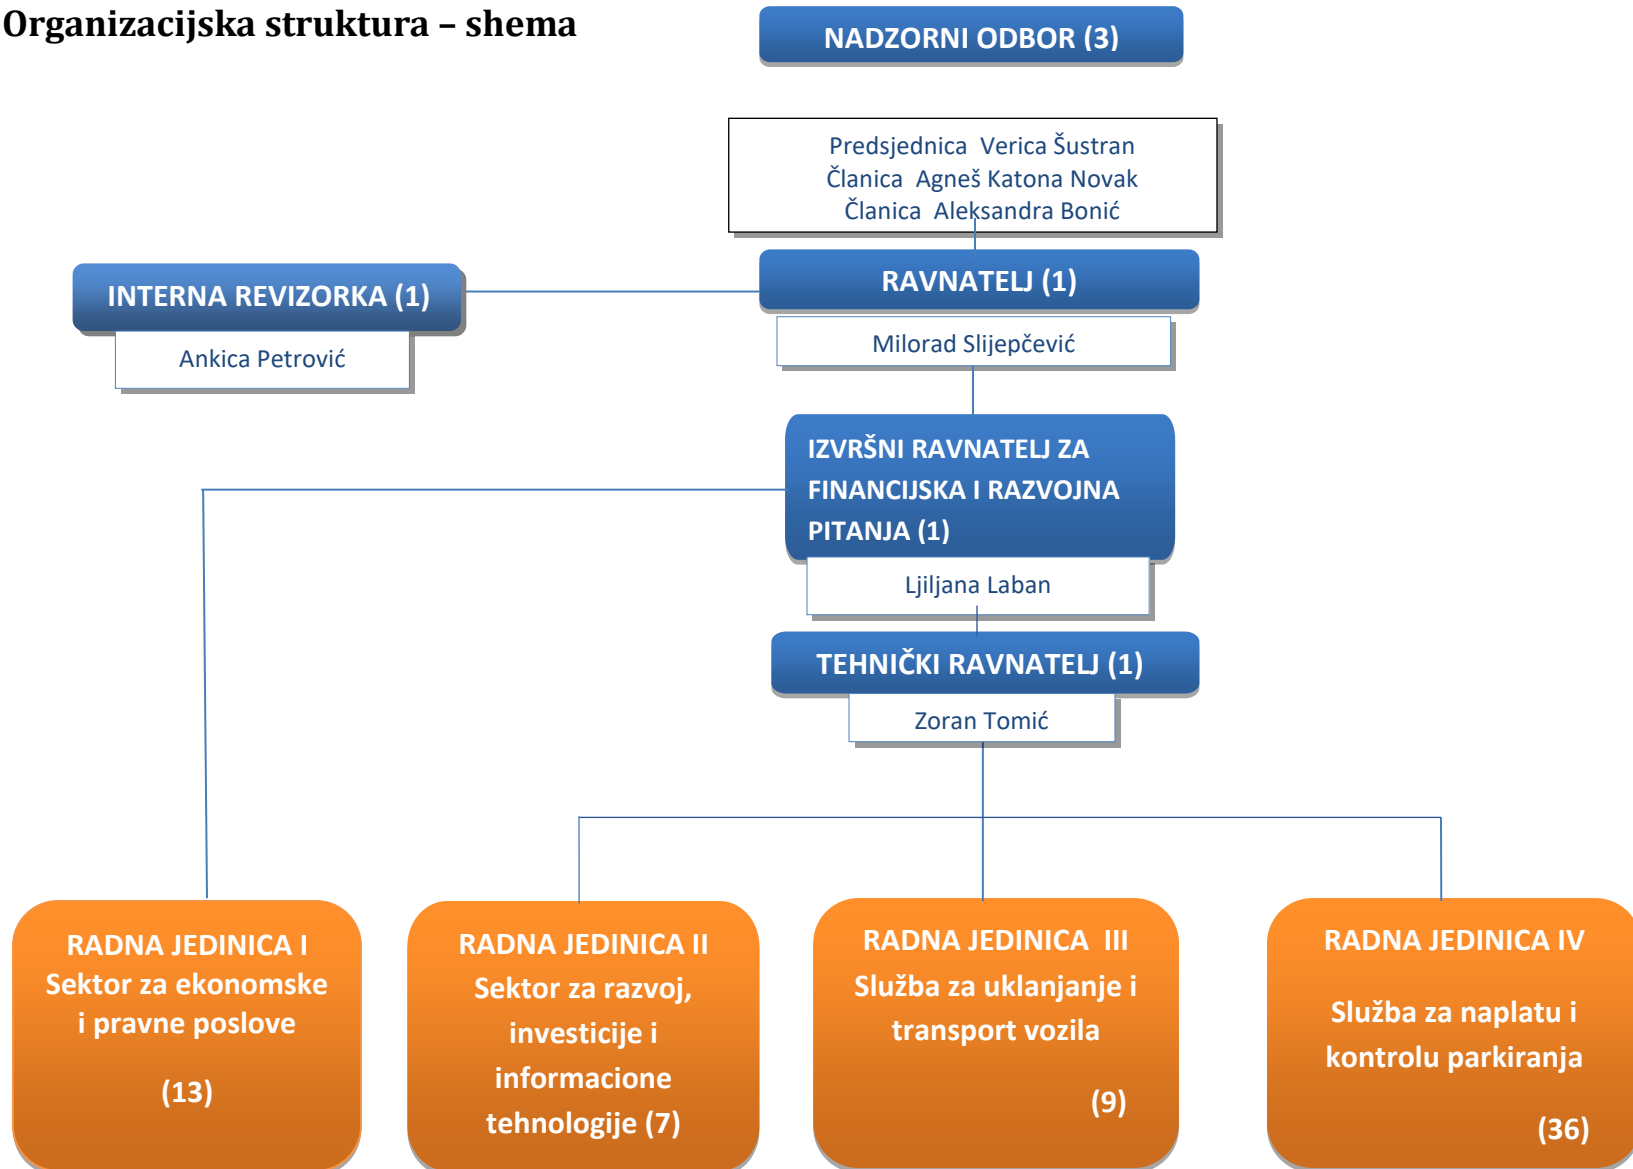 Organizacijska struktura – shema
NADZORNI ODBOR (3)
Predsjednica Verica Šustran
Članica Agneš Katona Novak
Članica Aleksandra Bonić
INTERNA REVIZORKA (1)
Ankica Petrović
RAVNATELJ (1)
Milorad Slijepčević
IZVRŠNI RAVNATELJ ZA
FINANCIJSKA I RAZVOJNA
PITANJA (1)
Ljiljana Laban
TEHNIČKI RAVNATELJ (1)
Zoran Tomić
RADNA JEDINICA I
Sektor za ekonomske
i pravne poslove
(13)
RADNA JEDINICA II
Sektor za razvoj,
investicije i
informacione
tehnologije (7)
RADNA JEDINICA III
Služba za uklanjanje i
transport vozila
(9)
RADNA JEDINICA IV
Služba za naplatu i
kontrolu parkiranja
(36)